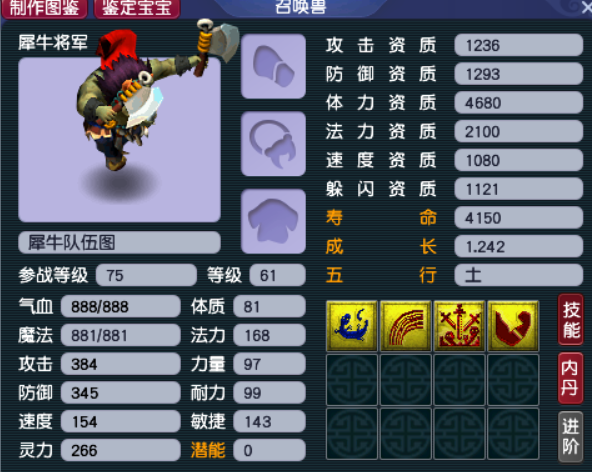 制作图鉴 鉴定宝宝 召唤兽
犀牛将军
攻击资质 1236
防御资质 1293
体力资质 4680
法力资质 2100
速度资质 1080
躲闪资质 1121
寿命 4150
犀牛队伍图
成长 1.242
参战等级 75 等级 61
五行 土
气血 888/888 体质 81
魔法 881/881 法力 168
攻击 384 力量 97
防御 345 耐力 99
速度 154 敏捷 143
灵力 266 潜能 0
技能
内丹
进阶